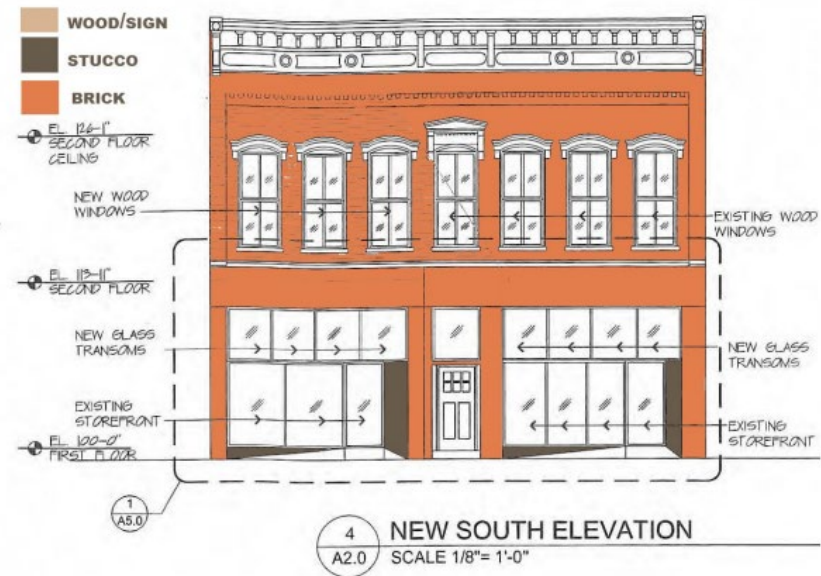 WOOD/SIGN
STUCCO
BRICK
EL. 126-1"
SECOND FLOOR
CEILING
NEW WOOD
WINDOWS
EXISTING WOOD
WINDOWS
EL. 113-11"
SECOND FLOOR
NEW GLASS
TRANSOMS
NEW GLASS
TRANSOMS
EXISTING
STOREFRONT
EXISTING
STOREFRONT
EL. 100-0"
FIRST FLOOR
1
A5.0
4
A2.0
NEW SOUTH ELEVATION
SCALE 1/8"= 1'-0"